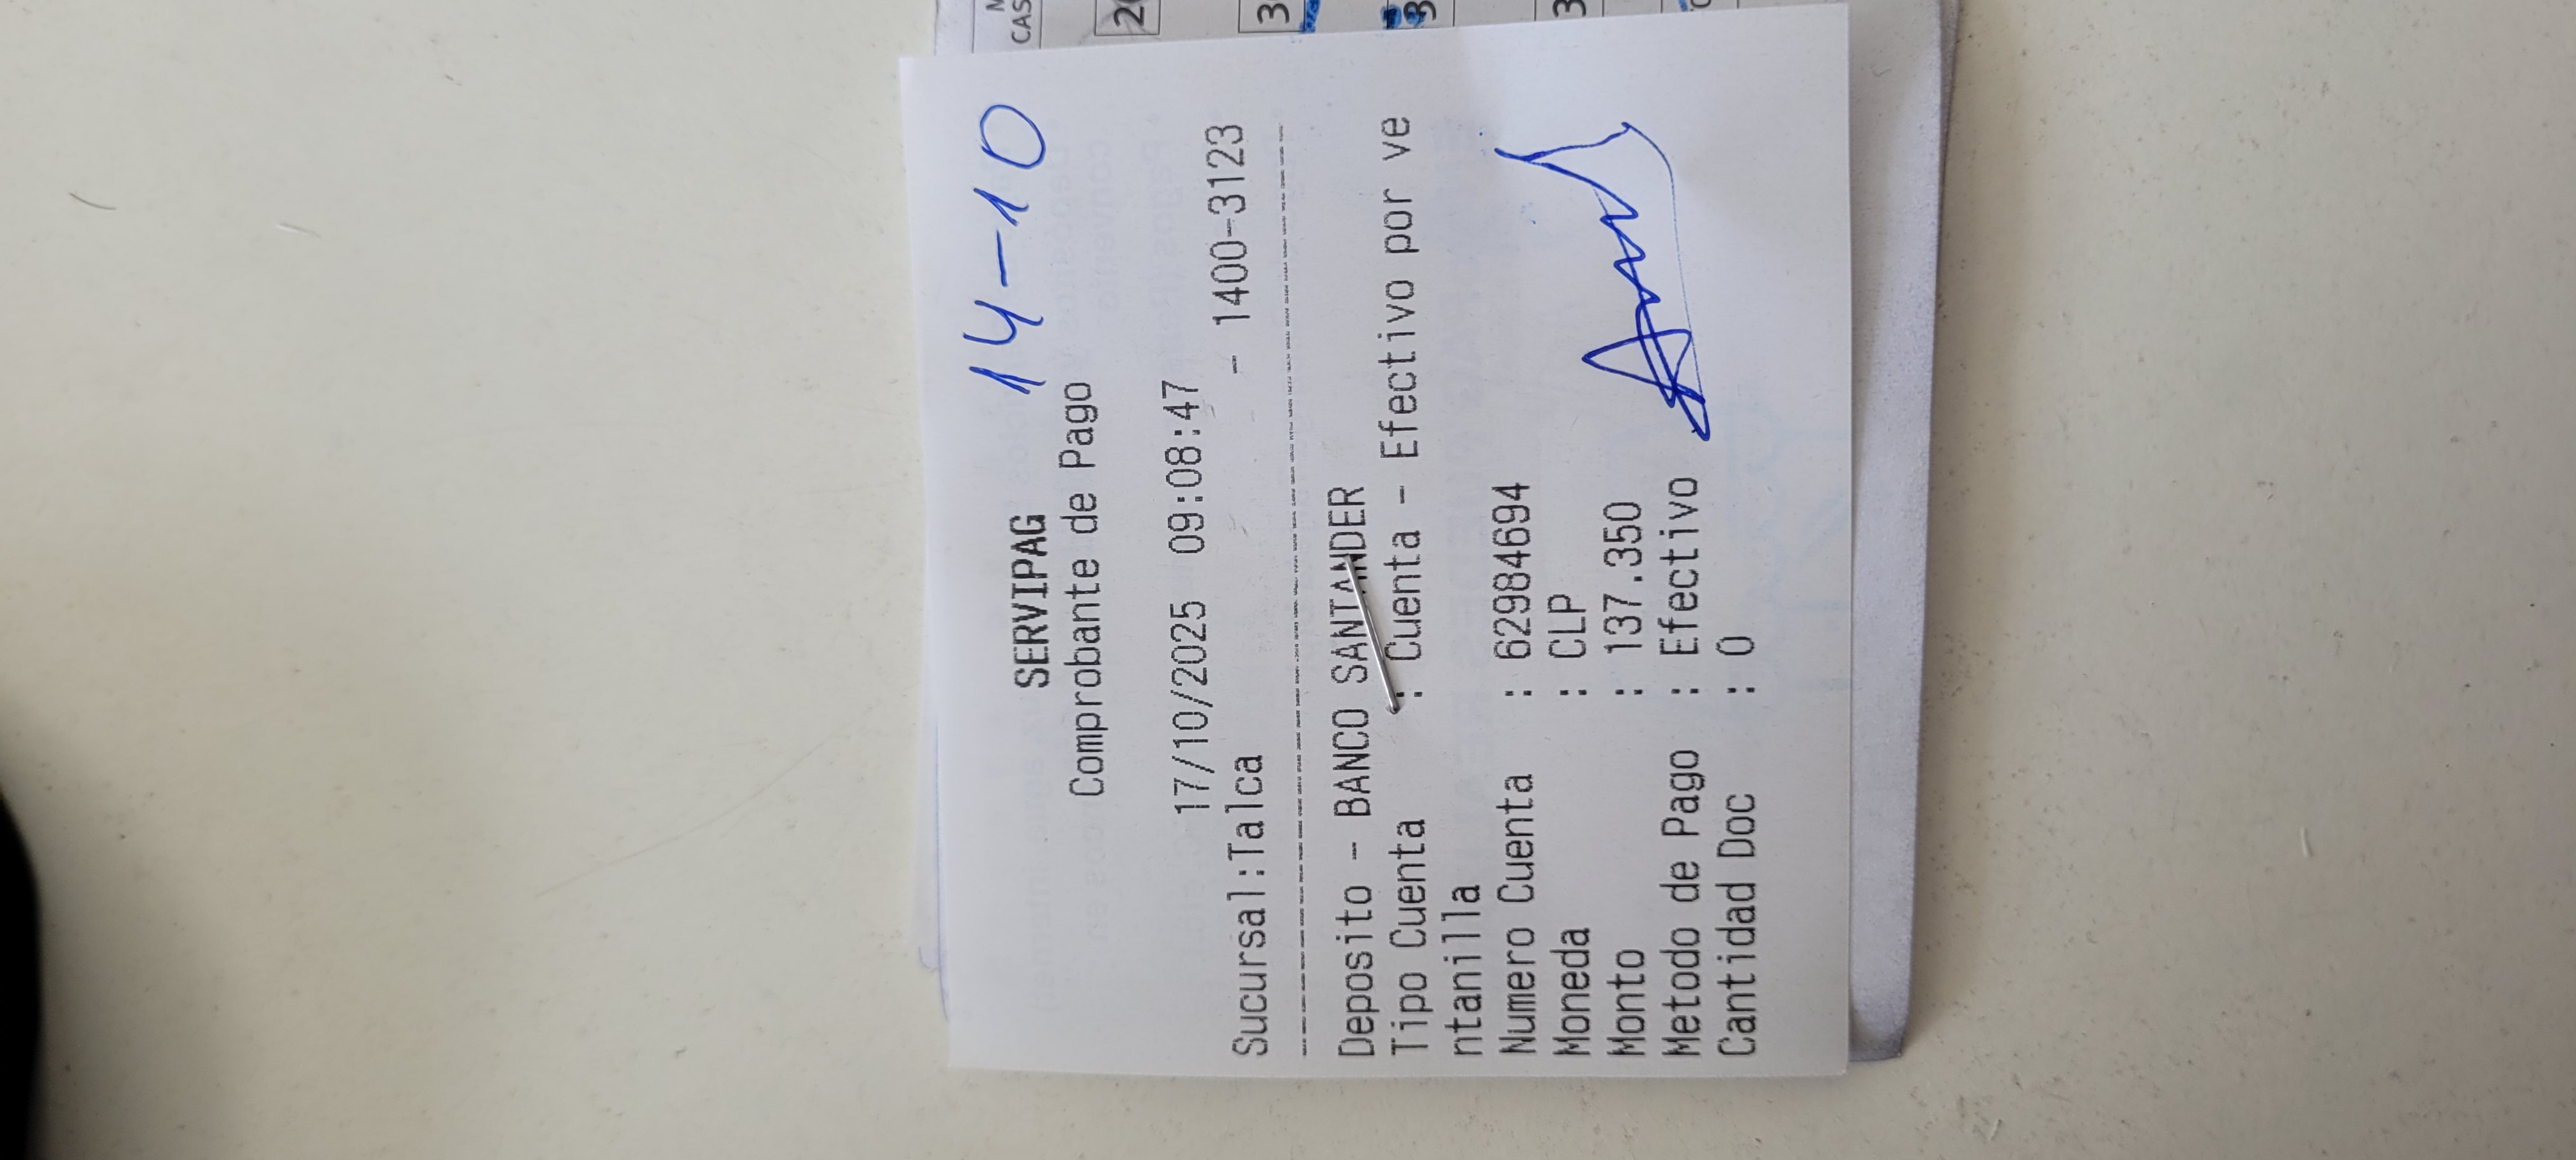 14-10
SERVIPAG
Comprobante de Pago
17/10/2025 09:08:47
Sucursal:Talca - 1400-3123
Deposito - BANCO SANTANDER
Tipo Cuenta : Cuenta - Efectivo por ve
ntanilla
Numero Cuenta : 62984694
Moneda : CLP
Monto : 137.350
Metodo de Pago : Efectivo
Cantidad Doc : 0